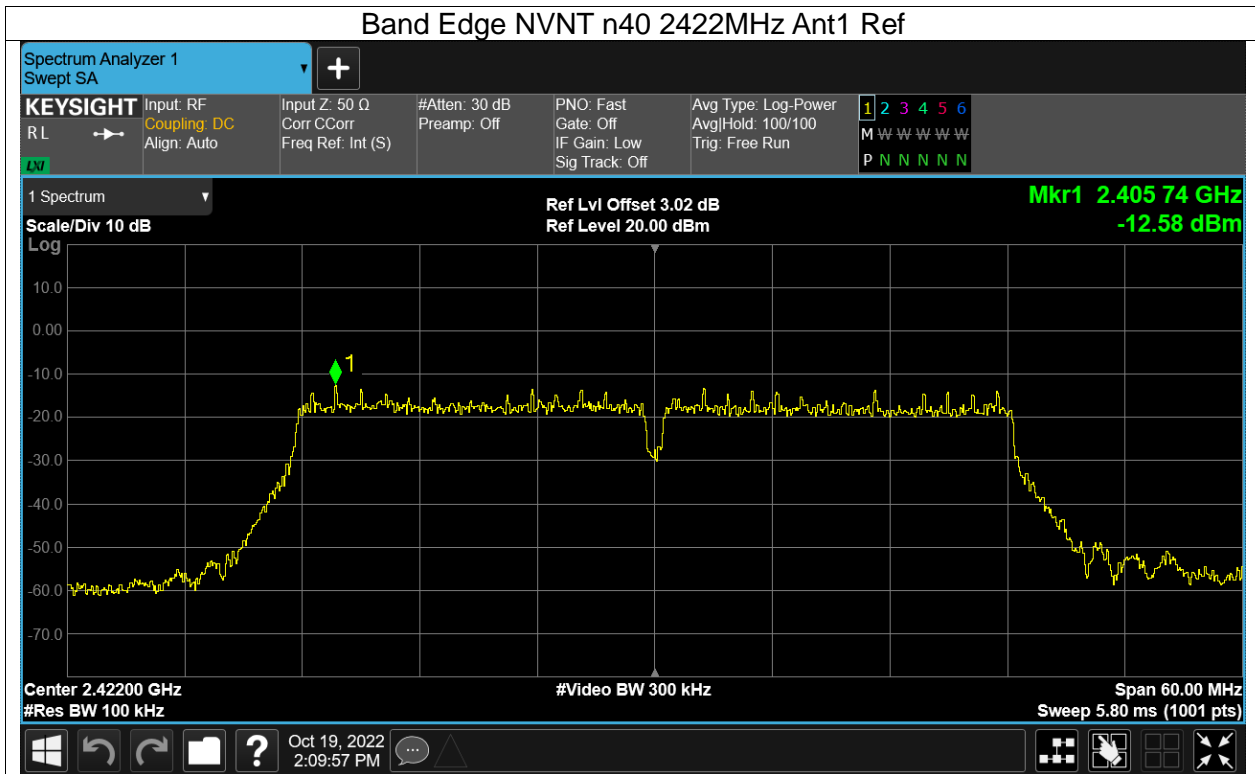 Band Edge NVNT n40 2422MHz Ant1 Ref
Spectrum Analyzer 1
Swept SA
+
KEYSIGHT
R L
LXI
Input: RF
Coupling: DC
Align: Auto
Input Z: 50 Ω
Corr CCorr
Freq Ref: Int (S)
#Atten: 30 dB
Preamp: Off
PNO: Fast
Gate: Off
IF Gain: Low
Sig Track: Off
Avg Type: Log-Power
Avg|Hold: 100/100
Trig: Free Run
1 2 3 4 5 6
M W W W W W
P N N N N N
1 Spectrum
Scale/Div 10 dB
Ref Lvl Offset 3.02 dB
Ref Level 20.00 dBm
Mkr1 2.405 74 GHz
-12.58 dBm
Log
10.0
0.00
-10.0
-20.0
-30.0
-40.0
-50.0
-60.0
-70.0
1
Center 2.42200 GHz
#Res BW 100 kHz
#Video BW 300 kHz
Span 60.00 MHz
Sweep 5.80 ms (1001 pts)
?
Oct 19, 2022
2:09:57 PM